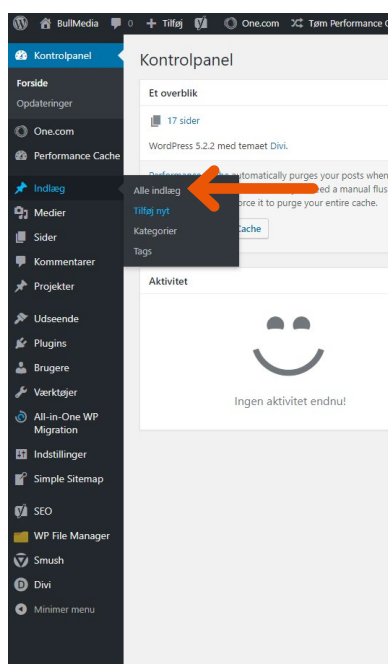 BullMedia 0 + Tilføj One.com Tøm Performance
Kontrolpanel
Forside
Opdateringer
One.com
Performance Cache
Indlæg
Medier
Sider
Kommentarer
Projekter
Udseende
Plugins
Brugere
Værktøjer
All-in-One WP
Migration
Indstillinger
Simple Sitemap
SEO
WP File Manager
Smush
Divi
Minimer menu
Alle indlæg
Tilføj nyt
Kategorier
Tags
Kontrolpanel
Et overblik
17 sider
WordPress 5.2.2 med temaet Divi.
automatically purges your posts when
a manual flus
to purge your entire cache.
Cache
Aktivitet
Ingen aktivitet endnu!